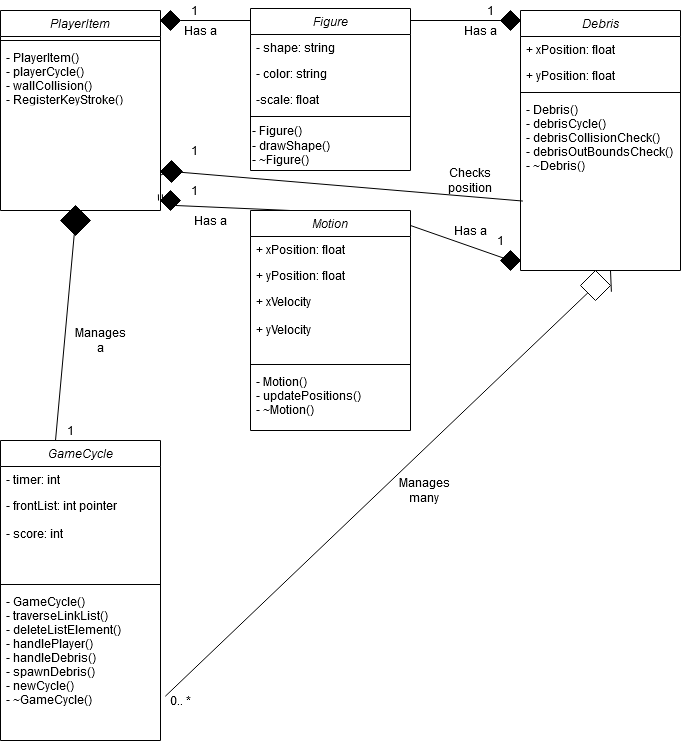 PlayerItem
- PlayerItem()
- playerCycle()
- wallCollision()
- RegisterKeyStroke()
1
Has a
Figure
- shape: string
- color: string
-scale: float
- Figure()
- drawShape()
- ~Figure()
1
Has a
Debris
+ xPosition: float
+ yPosition: float
- Debris()
- debrisCycle()
- debrisCollisionCheck()
- debrisOutBoundsCheck()
- ~Debris()
1
Checks
position
1
Has a
Motion
+ xPosition: float
+ yPosition: float
+ xVelocity
+ yVelocity
- Motion()
- updatePositions()
- ~Motion()
Has a
1
Manages
a
1
GameCycle
- timer: int
- frontList: int pointer
- score: int
- GameCycle()
- traverseLinkList()
- deleteListElement()
- handlePlayer()
- handleDebris()
- spawnDebris()
- newCycle()
- ~GameCycle()
Manages
many
0.. *